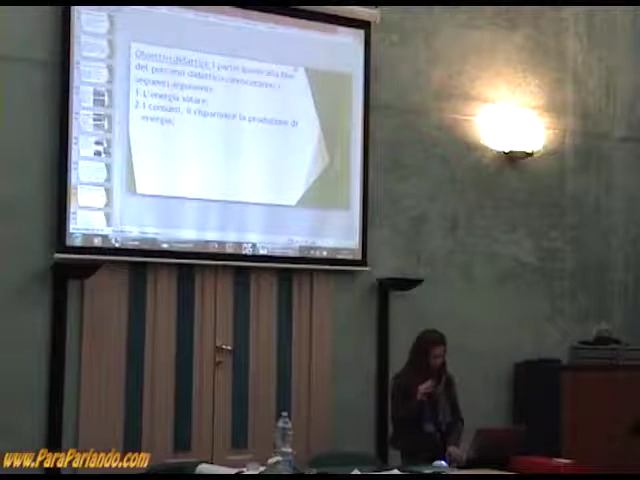 Obiettivi didattici: I partecipanti alla fine
del percorso didattico conosceranno i
seguenti argomenti:
1.L'energia solare;
2.I consumi, il risparmio e la produzione di
energia;
www.ParaParlando.com